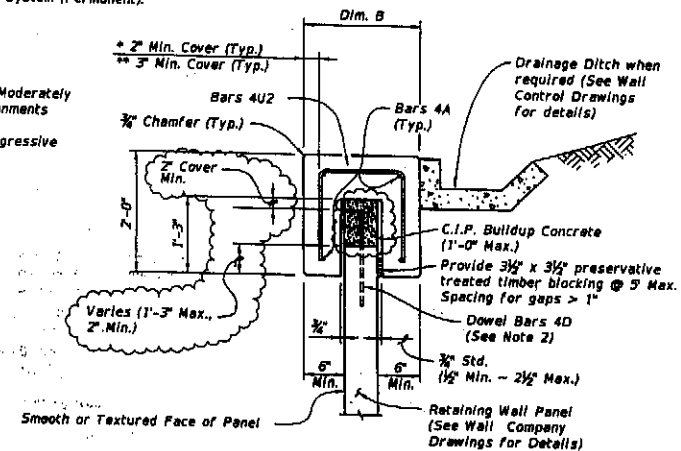 System (Permanent).
Moderately
nments
gressive
Dim. B
* 2" Min. Cover (Typ.)
** 3" Min. Cover (Typ.)
Bars 4U2
¾" Chamfer (Typ.)
Bars 4A
(Typ.)
Drainage Ditch when
required (See Wall
Control Drawings
for details)
2" Cover
Min.
2'-0"
1'-3"
C.I.P. Buildup Concrete
(1'-0" Max.)
Provide 3½" x 3½" preservative
treated timber blocking @ 5' Max.
Spacing for gaps > 1"
Varies (1'-3" Max.,
2" Min.)
Dowel Bars 4D
(See Note 2)
¾"
¾" Std.
(½" Min. ~ 2½" Max.)
6"
Min.
6"
Min.
Smooth or Textured Face of Panel
Retaining Wall Panel
(See Wall Company
Drawings for Details)